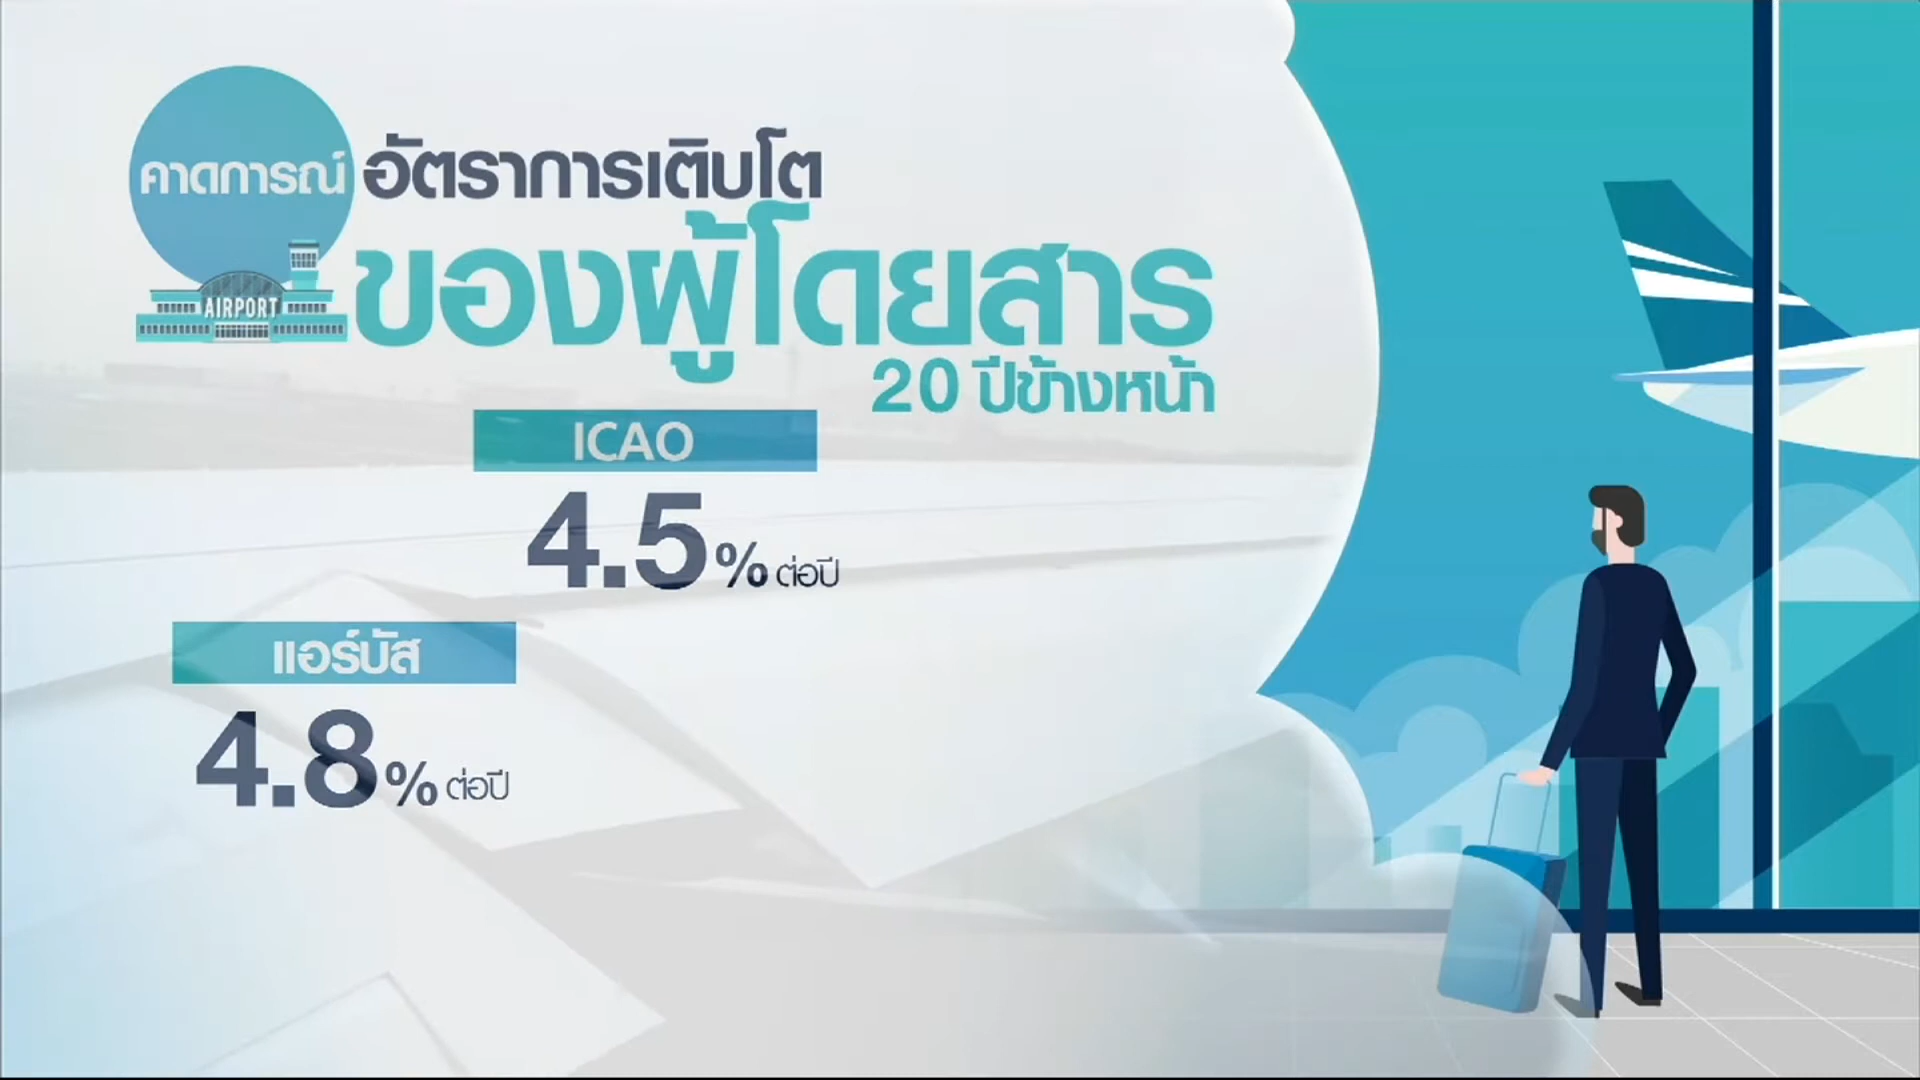 คาดการณ์ อัตราการเติบโต
ของผู้โดยสาร
AIRPORT
20 ปีข้างหน้า
ICAO
4.5% ต่อปี
แอร์บัส
4.8% ต่อปี